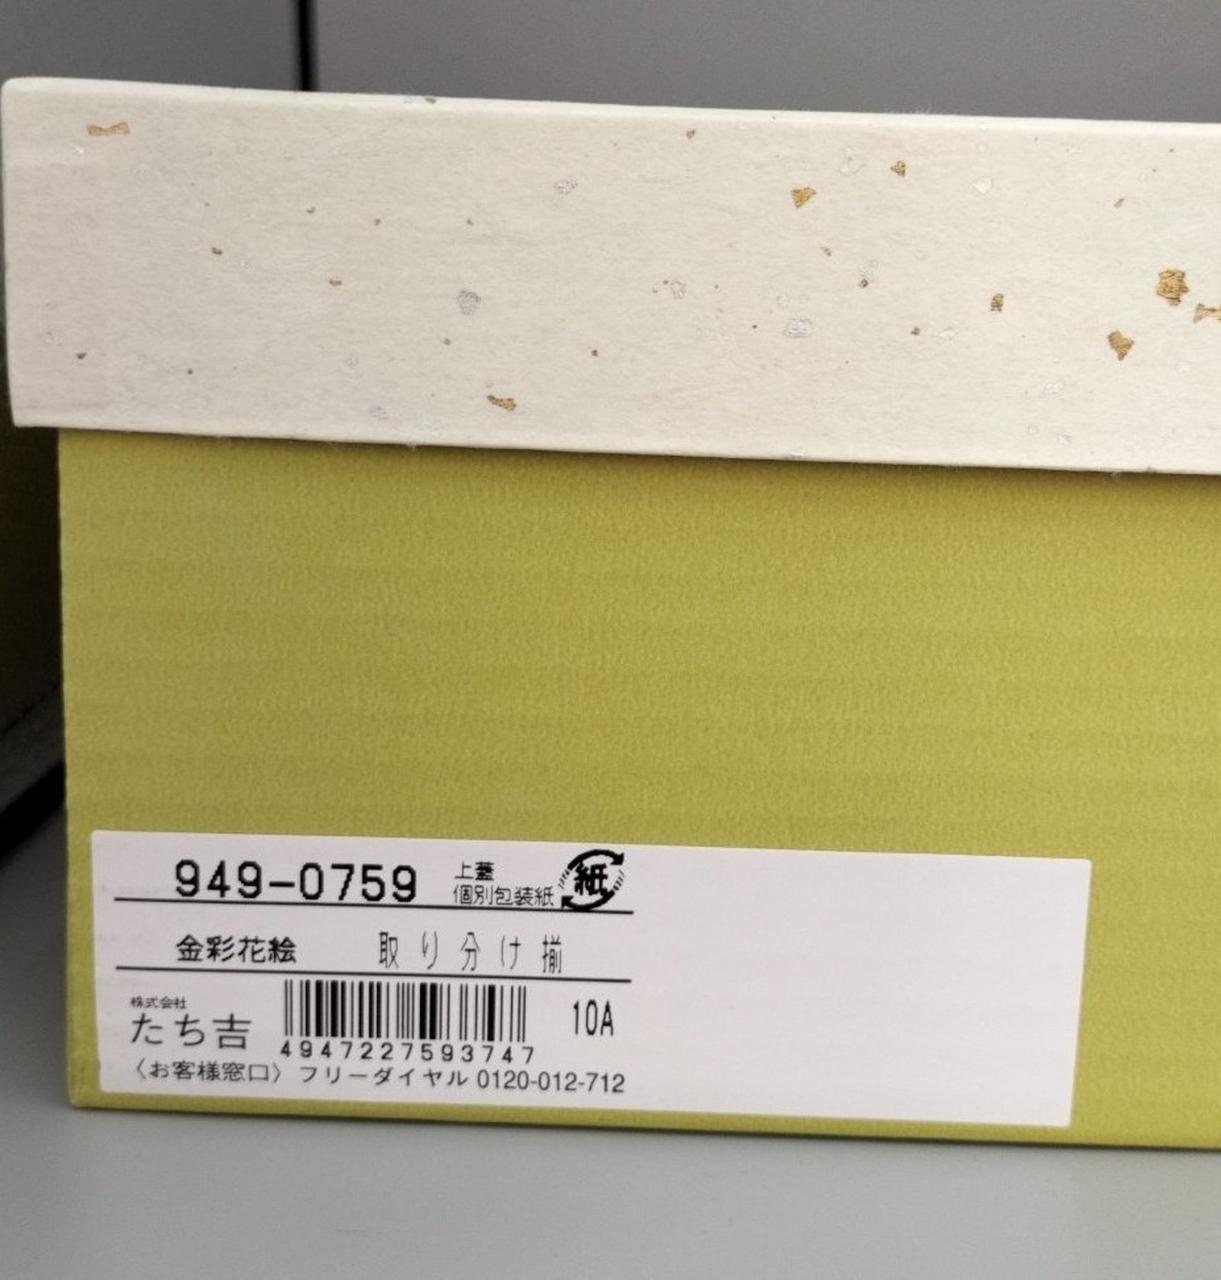 949-0759
上蓋
個別包装紙
紙
金彩花絵 取り分け揃
株式会社
たち吉
10A
4947227593747
〈お客様窓口〉フリーダイヤル 0120-012-712